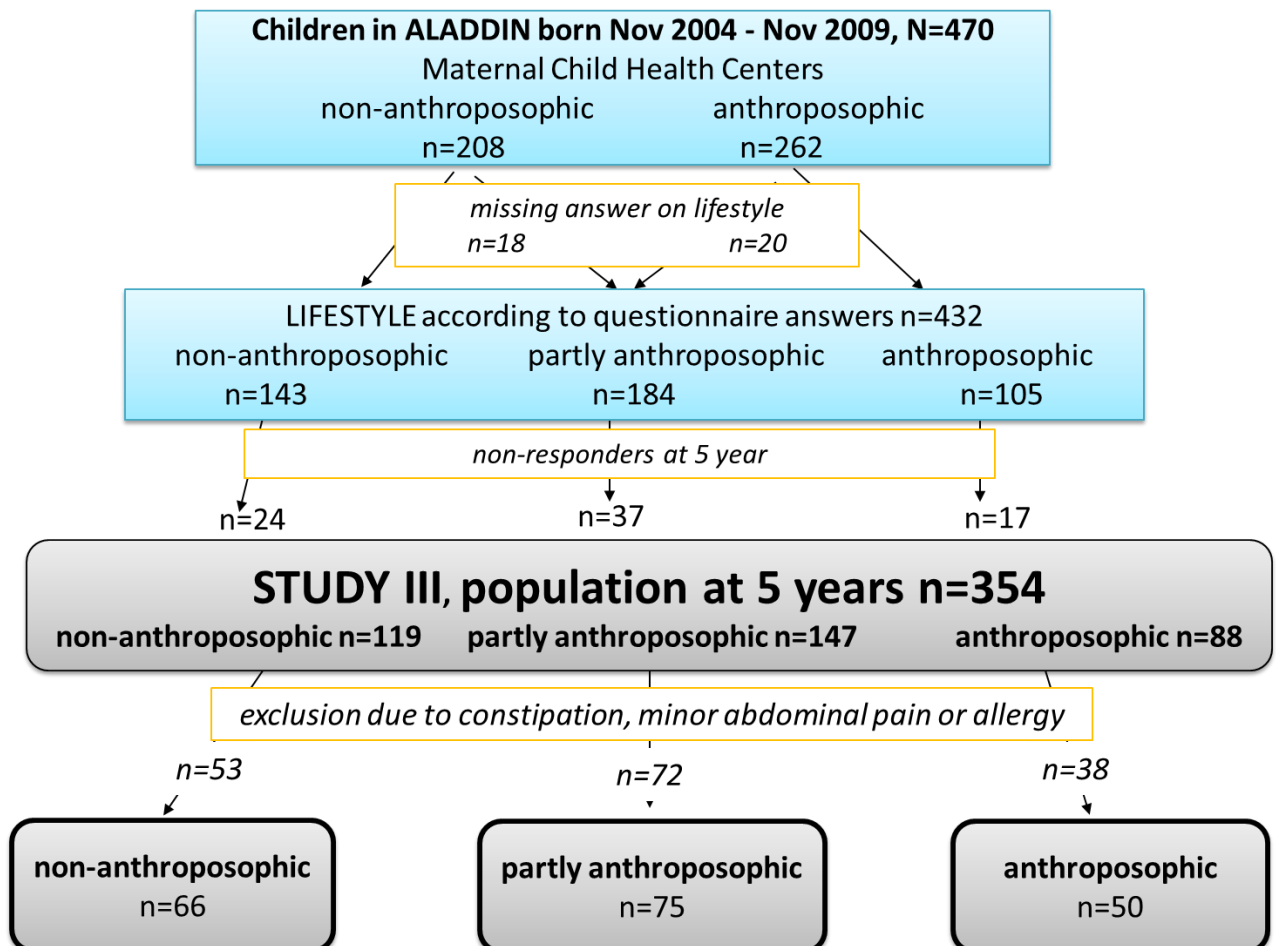 Children in ALADDIN born Nov 2004 - Nov 2009, N=470
Maternal Child Health Centers
non-anthroposophic anthroposophic
n=208 n=262
missing answer on lifestyle
n=18 n=20
LIFESTYLE according to questionnaire answers n=432
non-anthroposophic partly anthroposophic anthroposophic
n=143 n=184 n=105
non-responders at 5 year
n=24 n=37 n=17
STUDY III, population at 5 years n=354
non-anthroposophic n=119 partly anthroposophic n=147 anthroposophic n=88
exclusion due to constipation, minor abdominal pain or allergy
n=53 n=72 n=38
non-anthroposophic partly anthroposophic anthroposophic
n=66 n=75 n=50